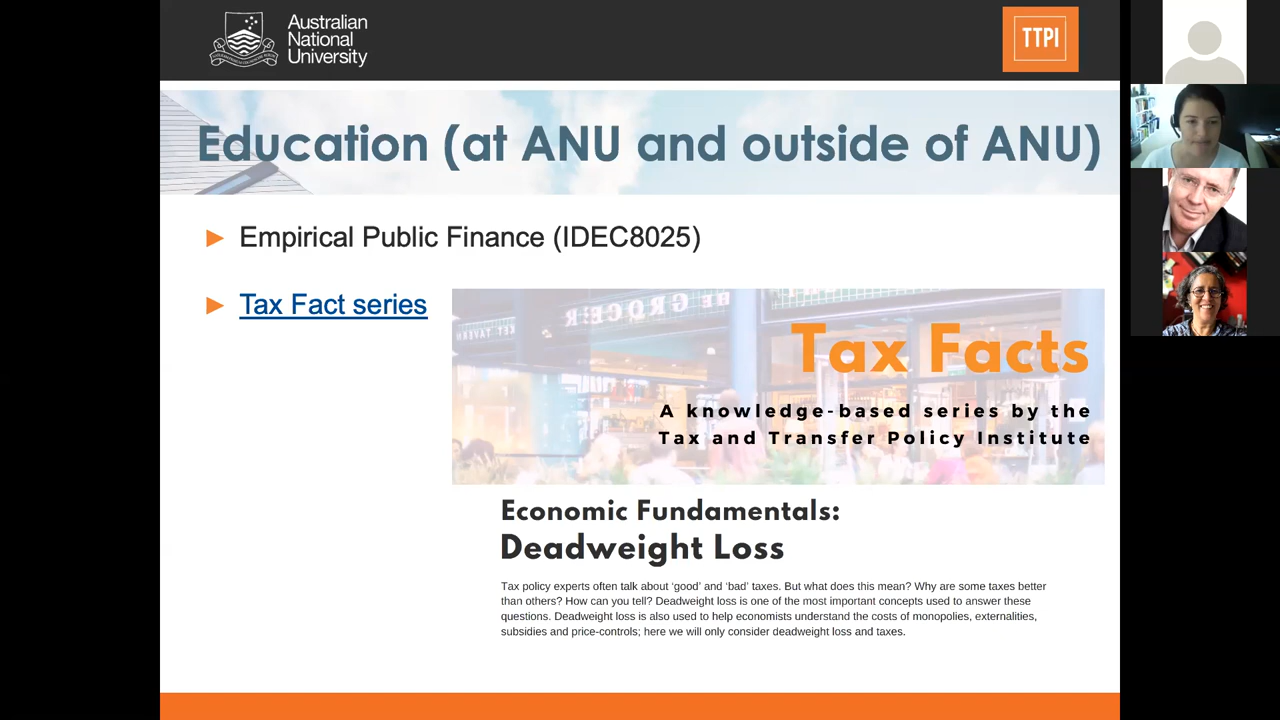 Australian
National
University
TTPI
Education (at ANU and outside of ANU)
Empirical Public Finance (IDEC8025)
Tax Fact series
Tax Facts
A knowledge-based series by the
Tax and Transfer Policy Institute
Economic Fundamentals:
Deadweight Loss
Tax policy experts often talk about ‘good’ and ‘bad’ taxes. But what does this mean? Why are some taxes better
than others? How can you tell? Deadweight loss is one of the most important concepts used to answer these
questions. Deadweight loss is also used to help economists understand the costs of monopolies, externalities,
subsidies and price-controls; here we will only consider deadweight loss and taxes.